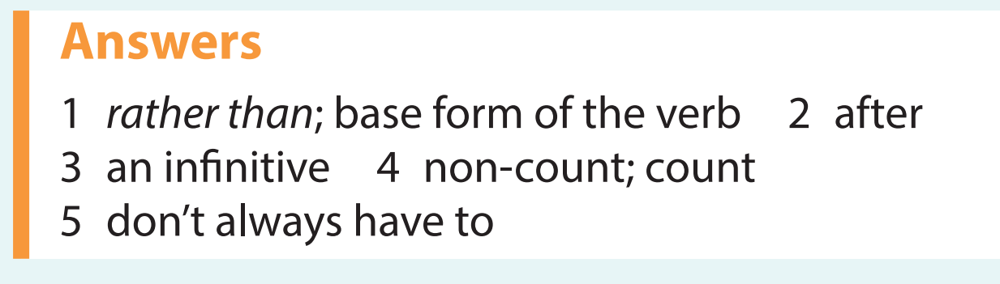 Answers
1 rather than; base form of the verb 2 after
3 an infinitive 4 non-count; count
5 don’t always have to